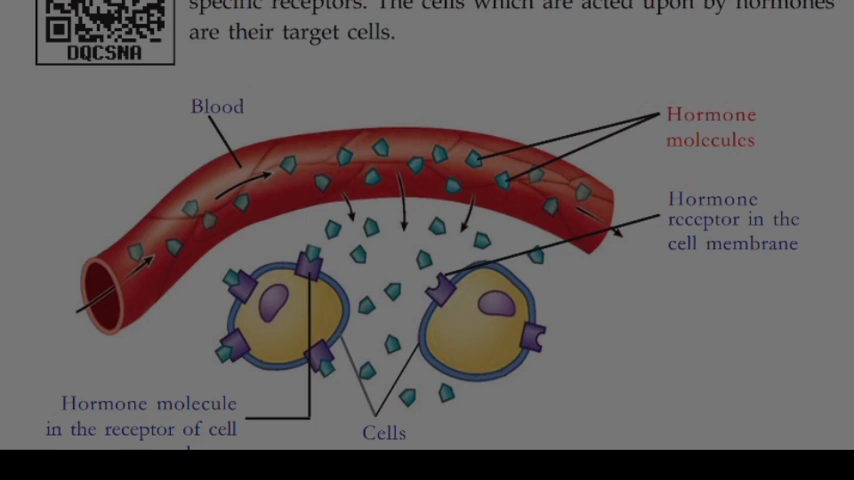 specific receptors. The cells which are acted upon by hormones
are their target cells.
DQCSNA
Blood
Hormone
molecules
Hormone
receptor in the
cell membrane
Hormone molecule
in the receptor of cell
Cells